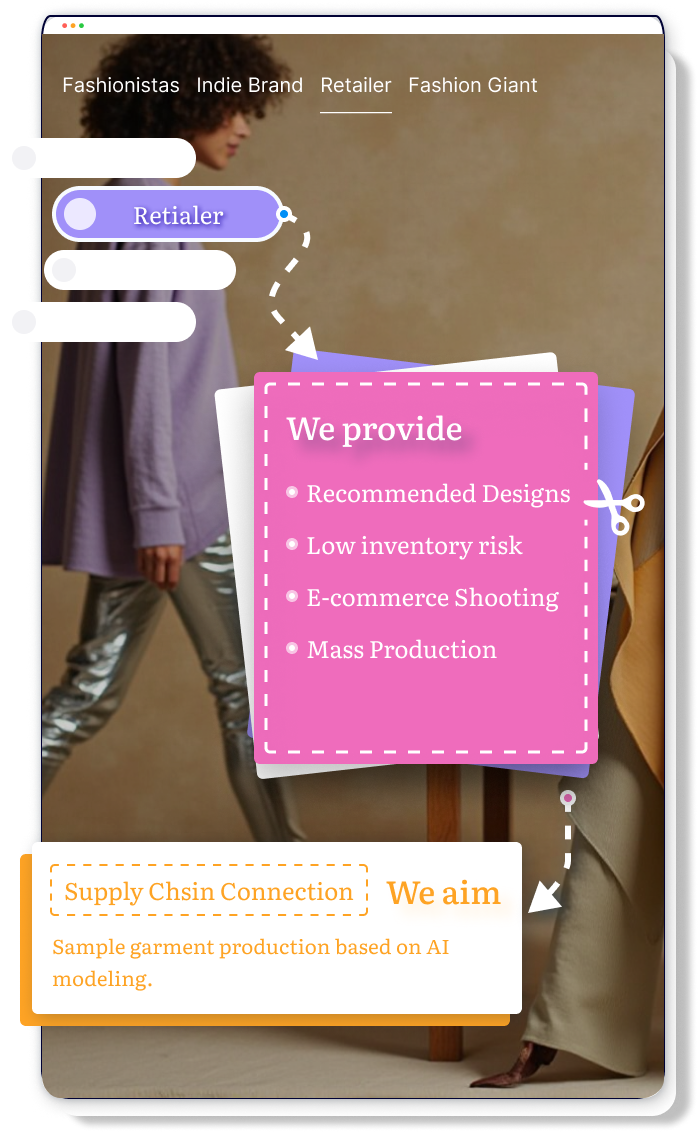 Fashionistas Indie Brand Retailer Fashion Giant
Retialer
We provide
Recommended Designs
Low inventory risk
E-commerce Shooting
Mass Production
Supply Chsin Connection We aim
Sample garment production based on AI
modeling.